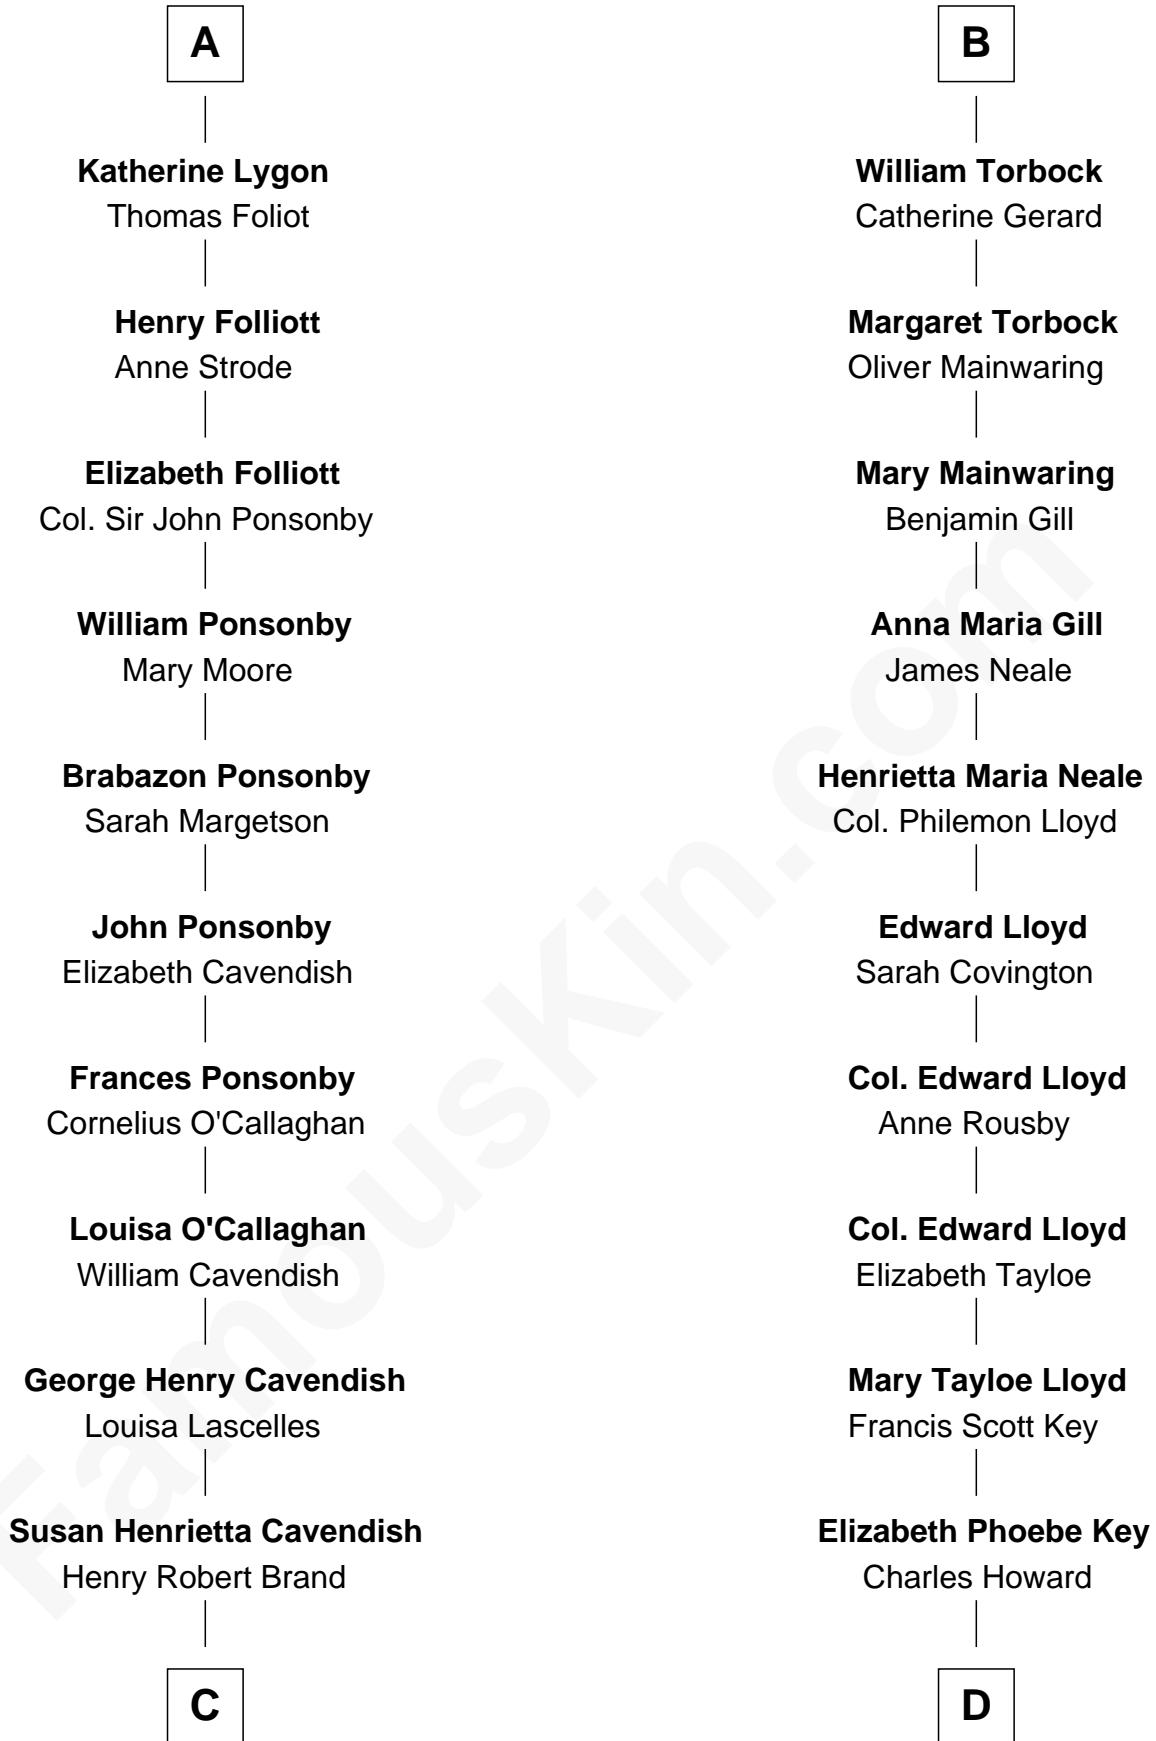 A
Katherine Lygon
Thomas Foliot
Henry Folliott
Anne Strode
Elizabeth Folliott
Col. Sir John Ponsonby
William Ponsonby
Mary Moore
Brabazon Ponsonby
Sarah Margetson
John Ponsonby
Elizabeth Cavendish
Frances Ponsonby
Cornelius O'Callaghan
Louisa O'Callaghan
William Cavendish
George Henry Cavendish
Louisa Lascelles
Susan Henrietta Cavendish
Henry Robert Brand
C
B
William Torbock
Catherine Gerard
Margaret Torbock
Oliver Mainwaring
Mary Mainwaring
Benjamin Gill
Anna Maria Gill
James Neale
Henrietta Maria Neale
Col. Philemon Lloyd
Edward Lloyd
Sarah Covington
Col. Edward Lloyd
Anne Rousby
Col. Edward Lloyd
Elizabeth Tayloe
Mary Tayloe Lloyd
Francis Scott Key
Elizabeth Phoebe Key
Charles Howard
D
FamousKin.com